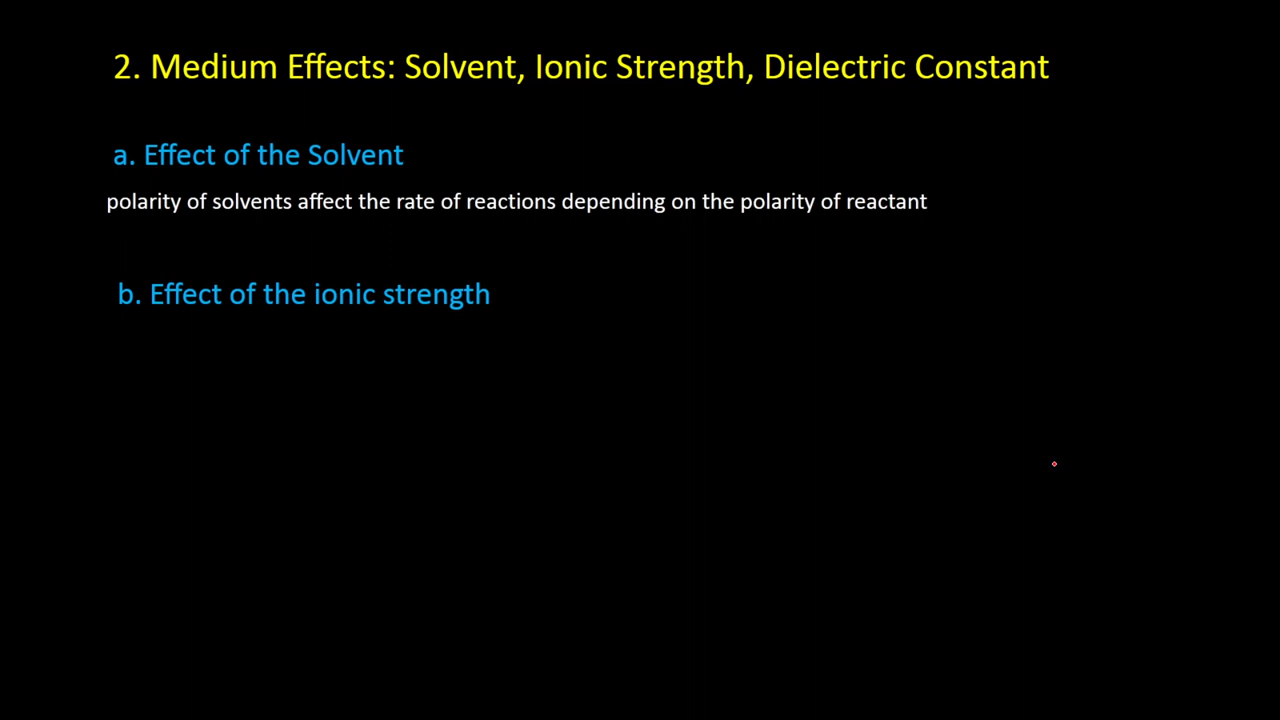 2. Medium Effects: Solvent, Ionic Strength, Dielectric Constant
a. Effect of the Solvent
polarity of solvents affect the rate of reactions depending on the polarity of reactant
b. Effect of the ionic strength